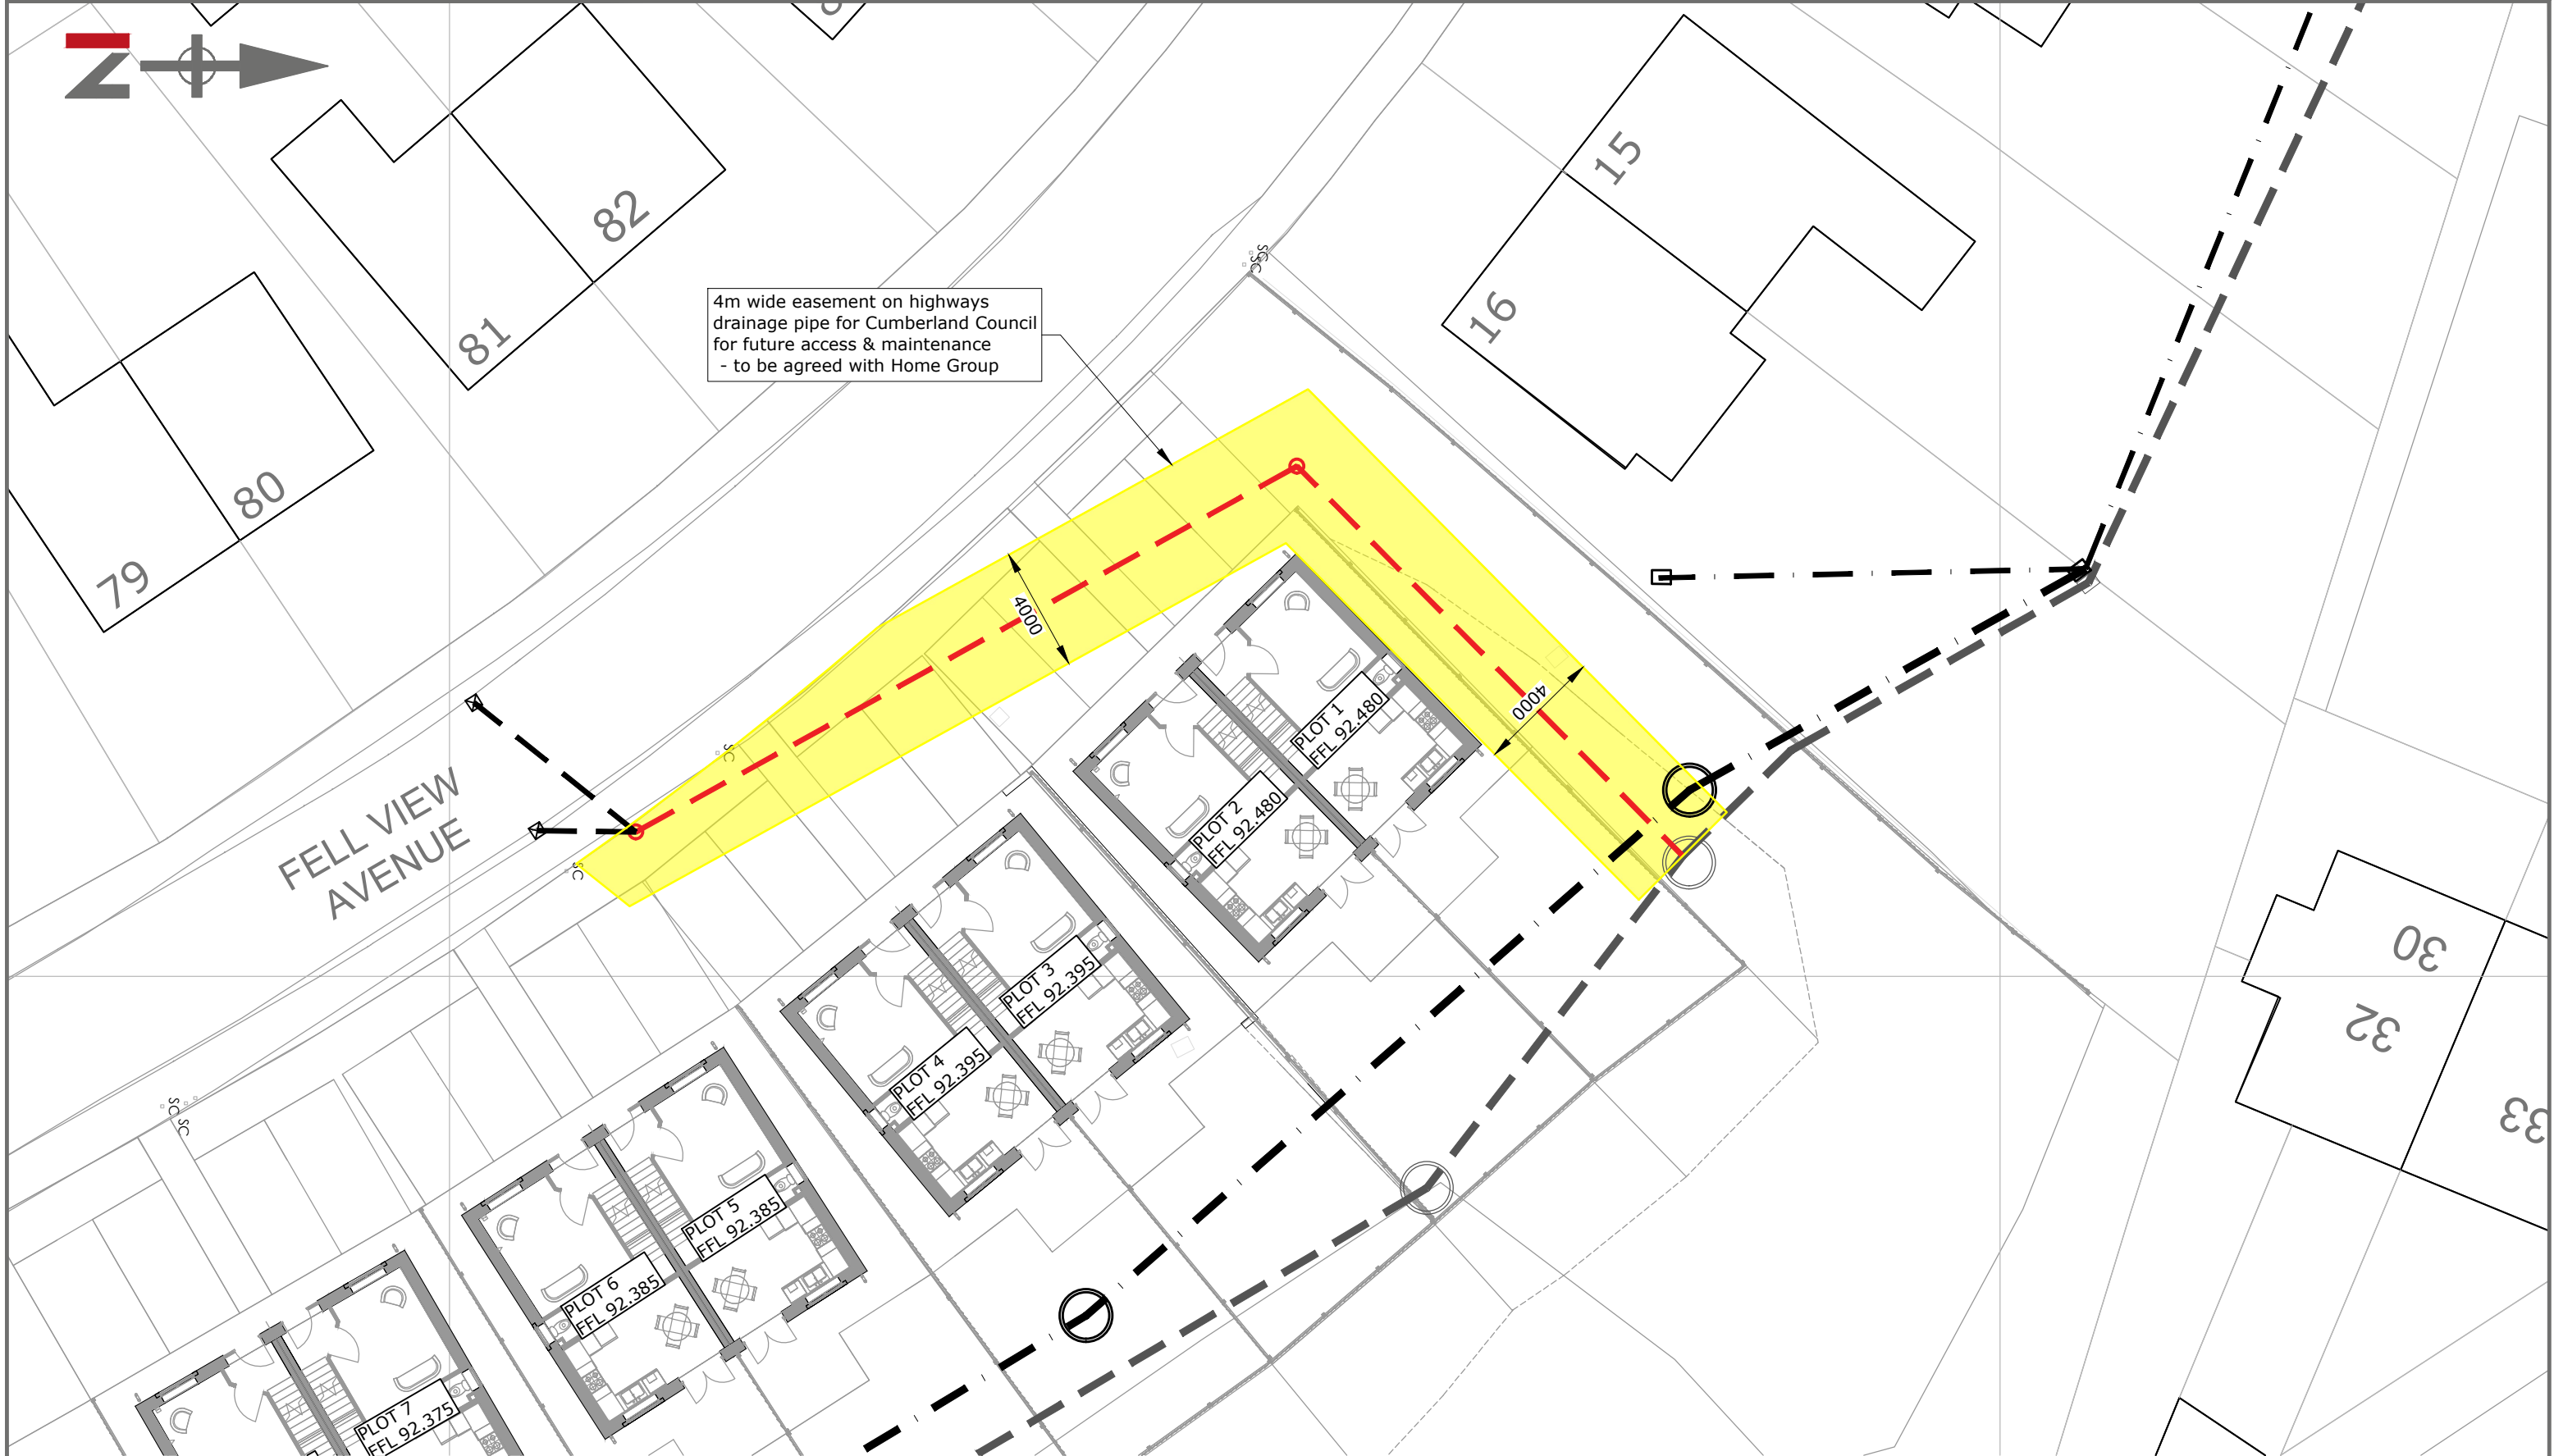 N
82
81
80
79
15
16
SC
SC
4m wide easement on highways
drainage pipe for Cumberland Council
for future access & maintenance
- to be agreed with Home Group
4000
4000
SC
SC
FELL VIEW
AVENUE
PLOT 1
FFL 92.480
PLOT 2
FFL 92.480
PLOT 3
FFL 92.395
PLOT 4
FFL 92.395
30
32
33
SC
SC
PLOT 5
FFL 92.385
PLOT 6
FFL 92.385
PLOT 7
FFL 92.375